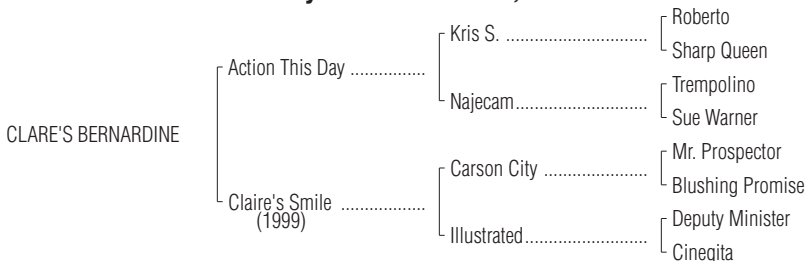 Roberto
Kris S. ..............................
Sharp Queen
Action This Day ................
Trempolino
Najecam............................
Sue Warner
CLARE'S BERNARDINE
Mr. Prospector
Carson City ......................
Blushing Promise
Claire's Smile ..................
(1999)
Deputy Minister
Illustrated..........................
Cinegita